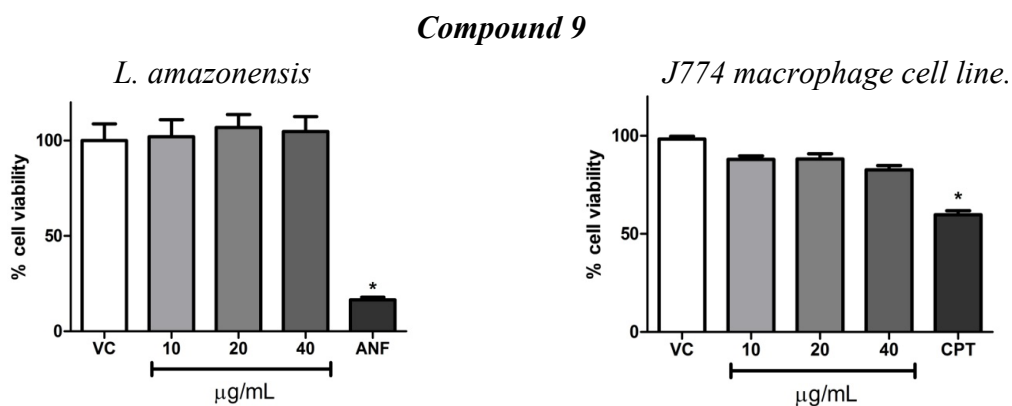 Compound 9
L. amazonensis
% cell viability
100
50
0
*
VC 10 20 40 ANF
μg/mL
J774 macrophage cell line.
% cell viability
100
50
0
*
VC 10 20 40 CPT
μg/mL